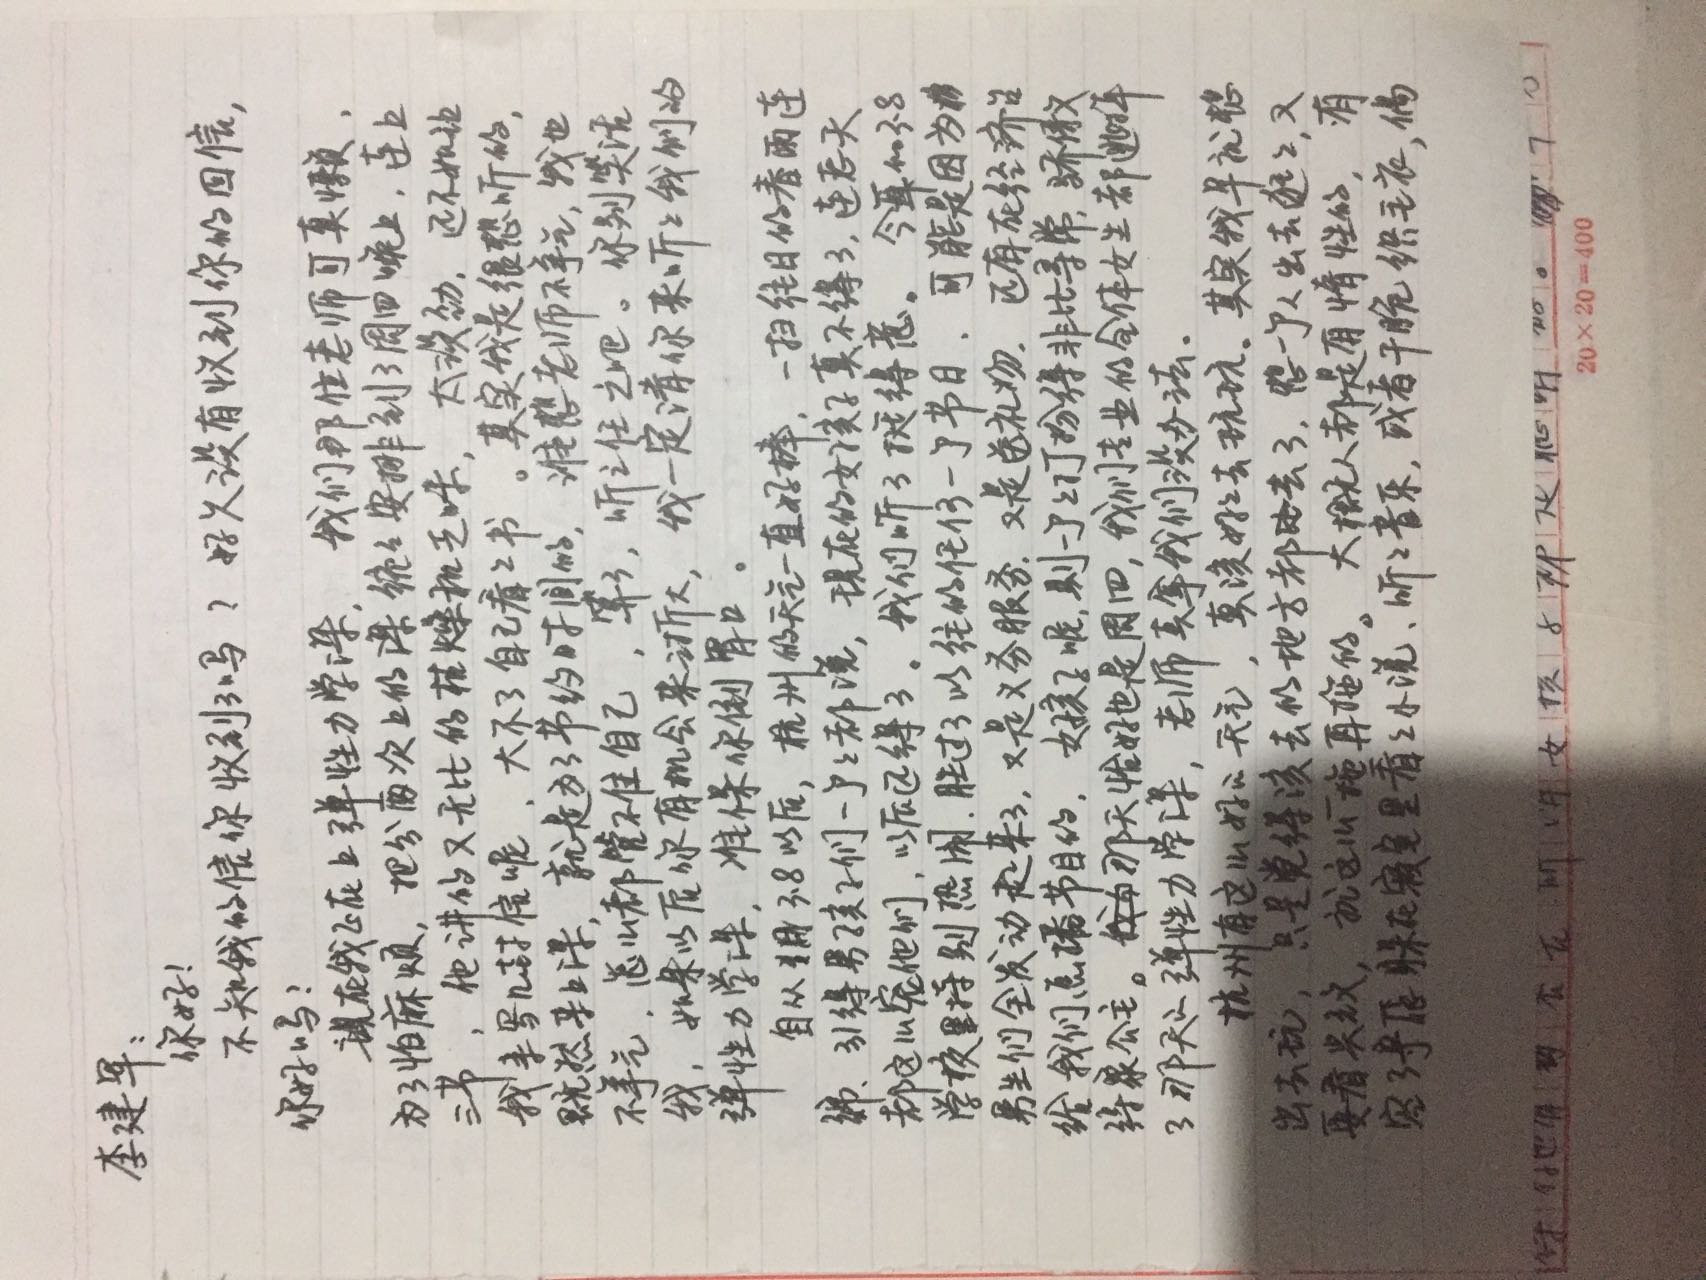 李建军：
你好！
不知我的信你收到了吗？好久没有收到你的回信，
你好吗？
现在我正在上弹性力学课，我们那位老师可真懒，
为了怕麻烦，把分两次上的课统统安排到了周四晚上，连上
三节，他讲的又无比的枯燥和乏味，太没劲，还不如让
我来写几封信呢，大不了自己看看书。其实我是很想听的，
既然来上课，就是为了节约时间的，谁想老师不争气，我也
不争气，怎么都管不住自己，算了，听之任之吧。你别笑话
我，如果以后你有机会来浙大，我一定请你来听听我们的
弹性力学课，准保你倒胃口。
自从3.8以后，杭州的天气一直好棒，一扫往日的春雨连
绵、引得男孩子们一个个都说，现在的女孩子真不得了，连老天
都这么宠他们，以后还得了。我们听了挺得意。今年的3.8
学校里特别热闹，胜过了以往的任何一个节日，可能是因为
男生们全发动起来了，又是义务服务，又是送礼物，还有在经济台
给我们点播节目的，女孩子呢，则一个个打扮得非比寻常，骄傲
得象公主。那天恰好也是周四，我们专业的全体女生都逃掉
了那天的弹性力学课，老师真拿我们没办法。
杭州有这么好的天气，真该好好去玩玩。其实我早就想
出去玩，只是觉得该去的地方都去了，想一个人出去逛逛，又
要看兴致，就这么一拖再拖的。大概人都是有惰性的，有
空了宁愿躲在寝室里看看小说、听听音乐，或者干脆织毛衣，偶
女孩子都是聪明的。
20×20=400